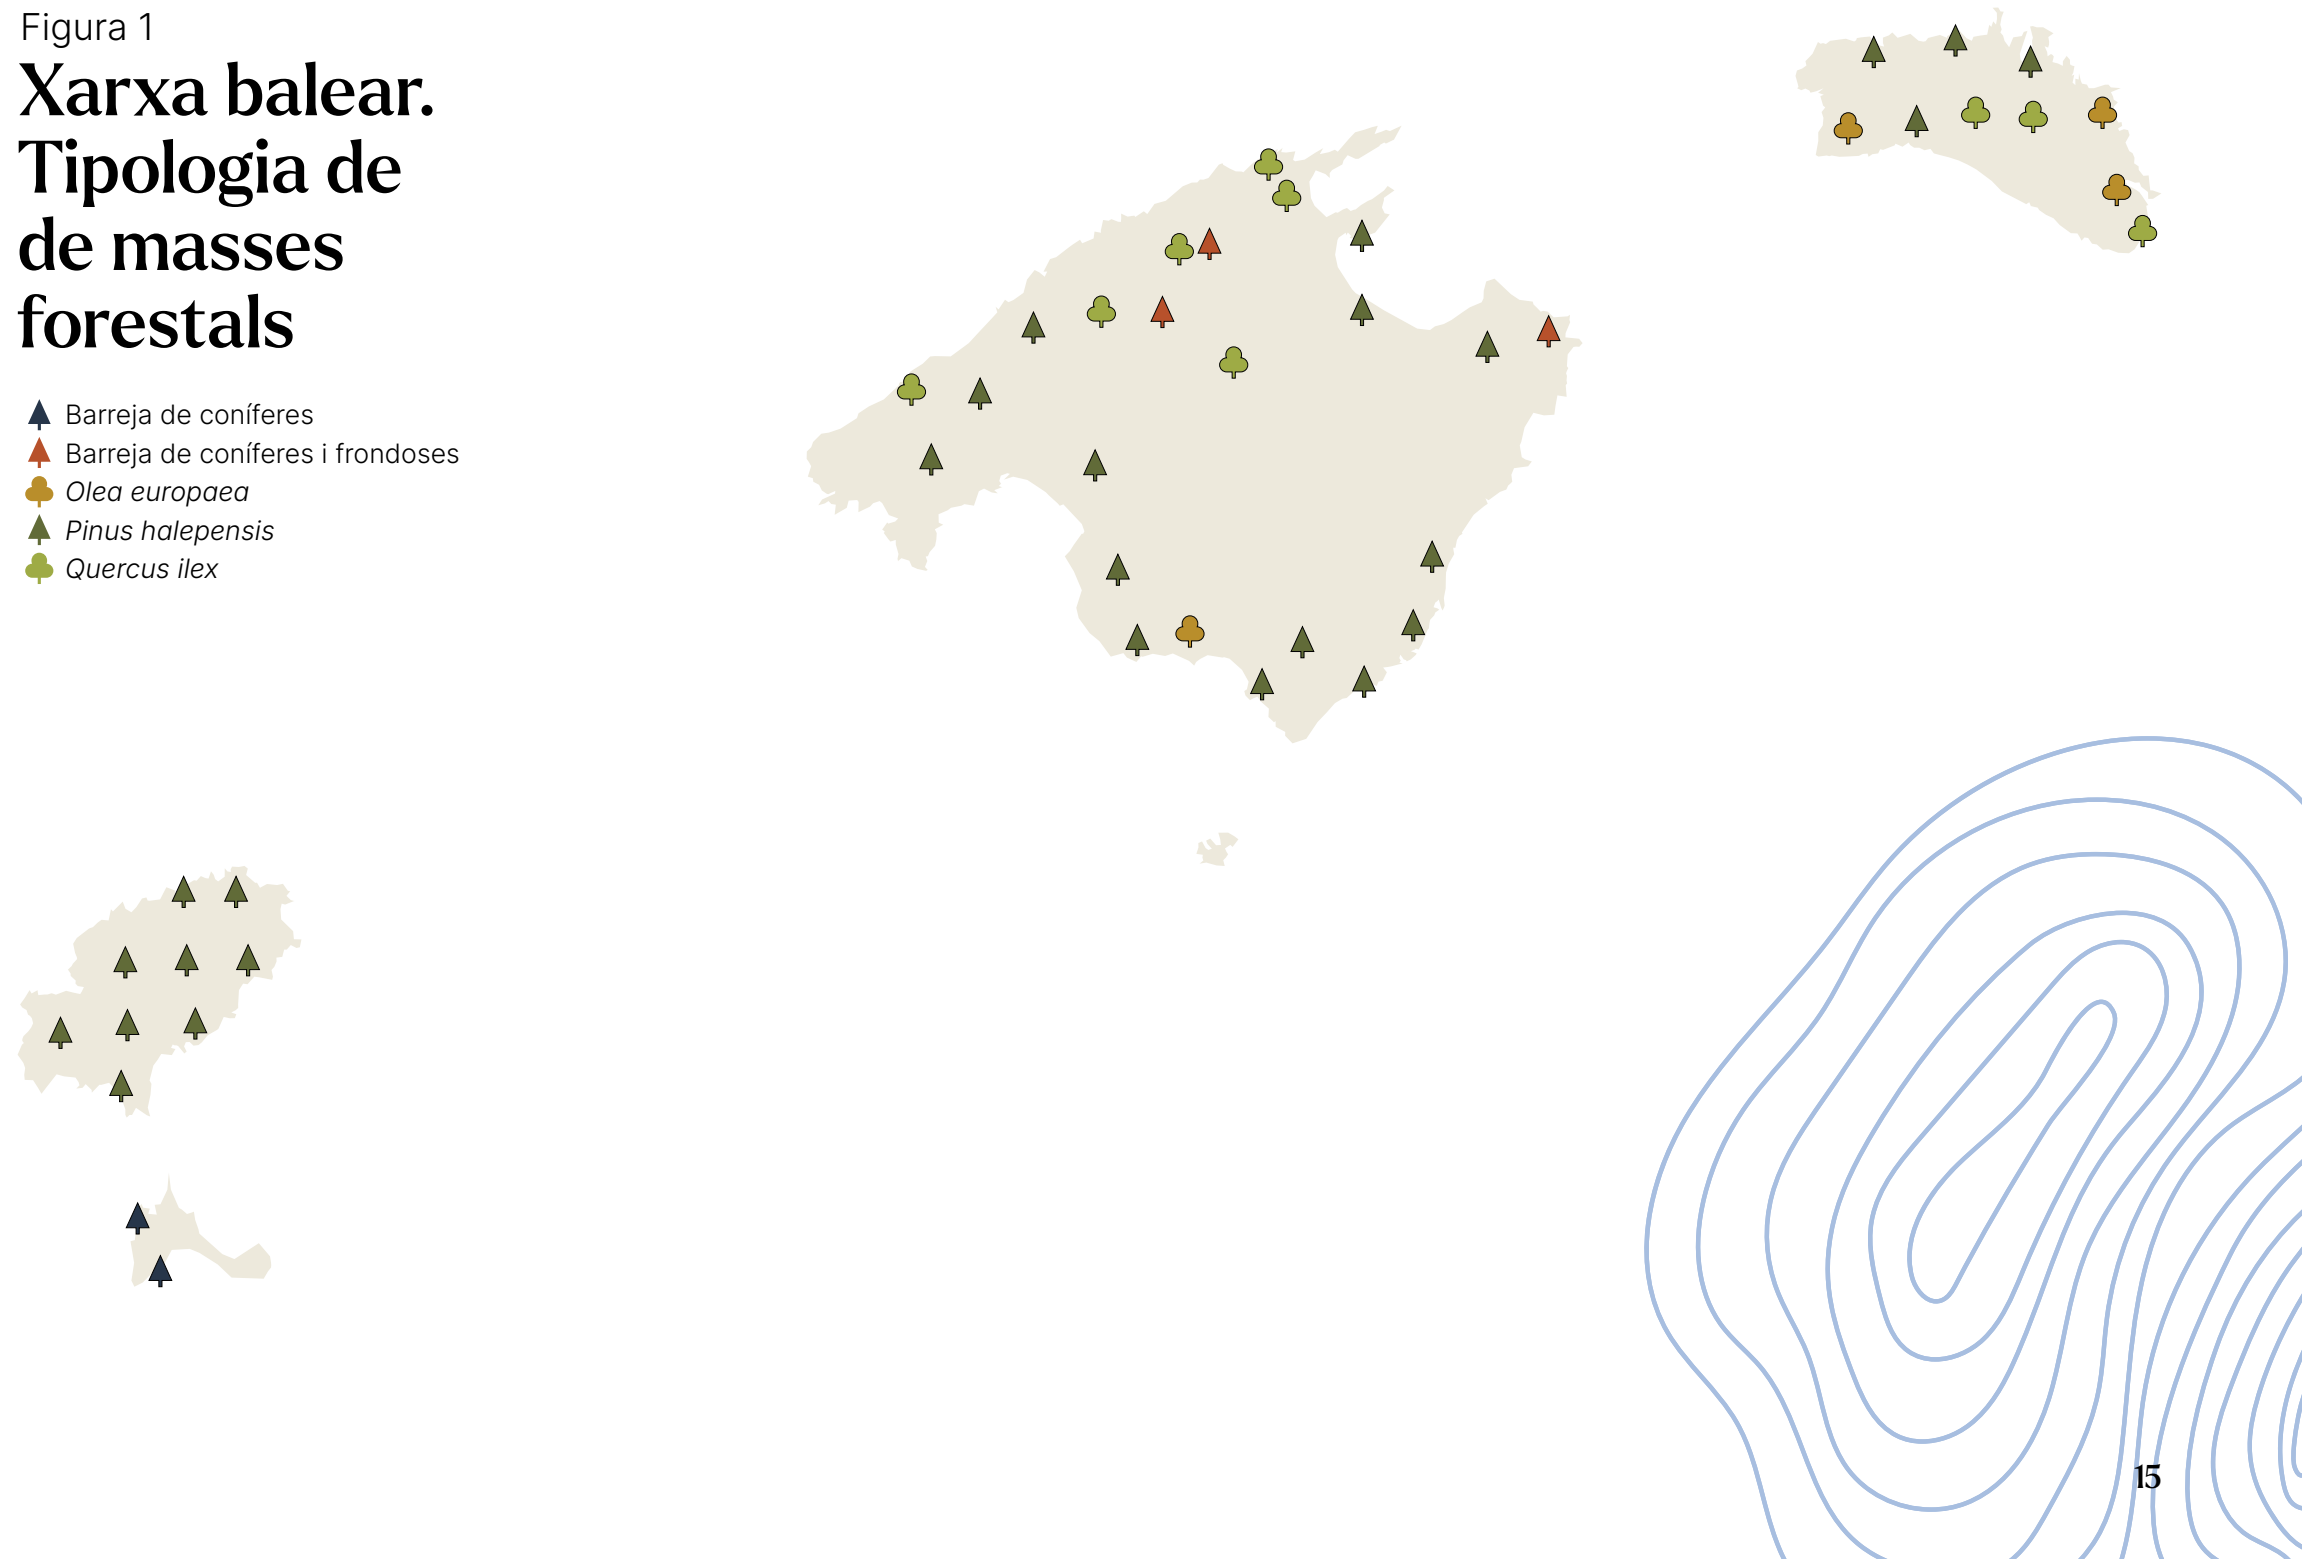 Figura 1
Xarxa balear.
Tipologia de
de masses
forestals
Barreja de coníferes
Barreja de coníferes i frondoses
Olea europaea
Pinus halepensis
Quercus ilex
15